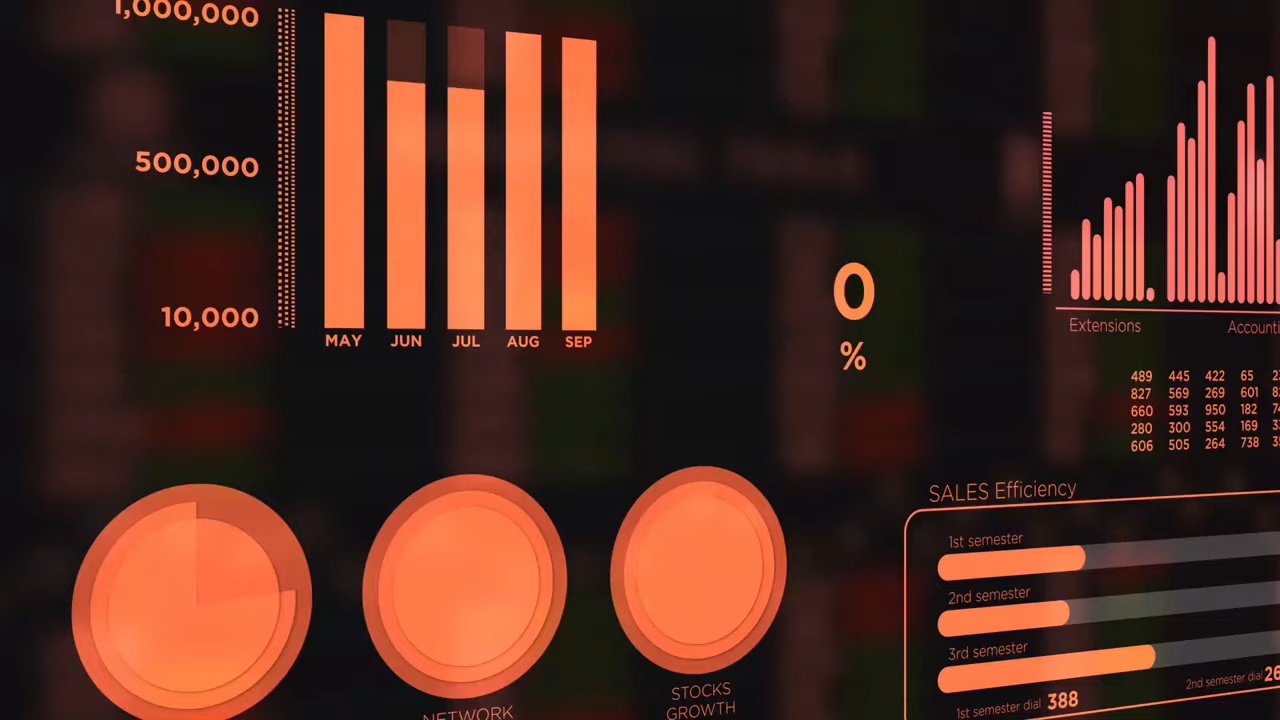 1,000,000
500,000
10,000
MAY JUN JUL AUG SEP
0
%
Extensions
489 445 422 65
827 569 269 601
660 593 950 182
280 300 554 169
606 505 264 738
SALES Efficiency
1st semester
2nd semester
3rd semester
1st semester dial 388
2nd semester dial 26
NETWORK
STOCKS
GROWTH